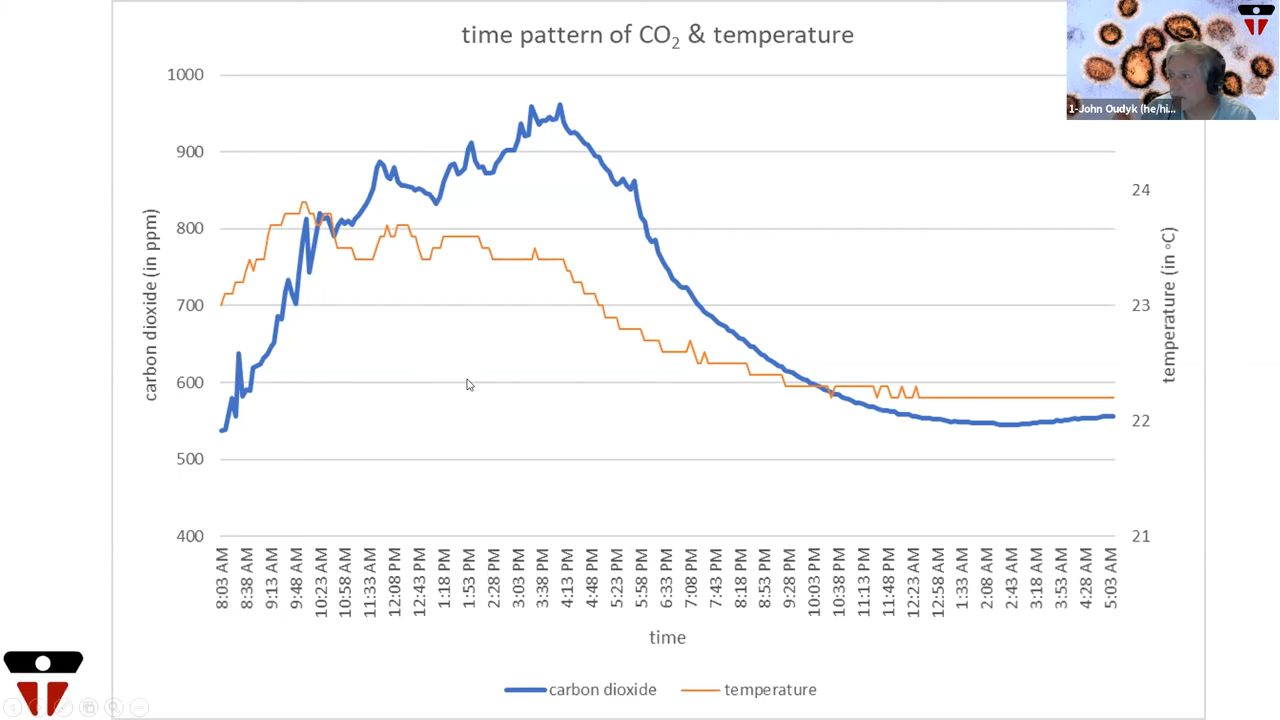 time pattern of CO₂ & temperature
1-John Oudyk (he/hi...
carbon dioxide (in ppm)
1000
900
800
700
600
500
400
temperature (in °C)
24
23
22
21
8:03 AM
8:38 AM
9:13 AM
9:48 AM
10:23 AM
10:58 AM
11:33 AM
12:08 PM
12:43 PM
1:18 PM
1:53 PM
2:28 PM
3:03 PM
3:38 PM
4:13 PM
4:48 PM
5:23 PM
5:58 PM
6:33 PM
7:08 PM
7:43 PM
8:18 PM
8:53 PM
9:28 PM
10:03 PM
10:38 PM
11:13 PM
11:48 PM
12:23 AM
12:58 AM
1:33 AM
2:08 AM
2:43 AM
3:18 AM
3:53 AM
4:28 AM
5:03 AM
time
carbon dioxide
temperature